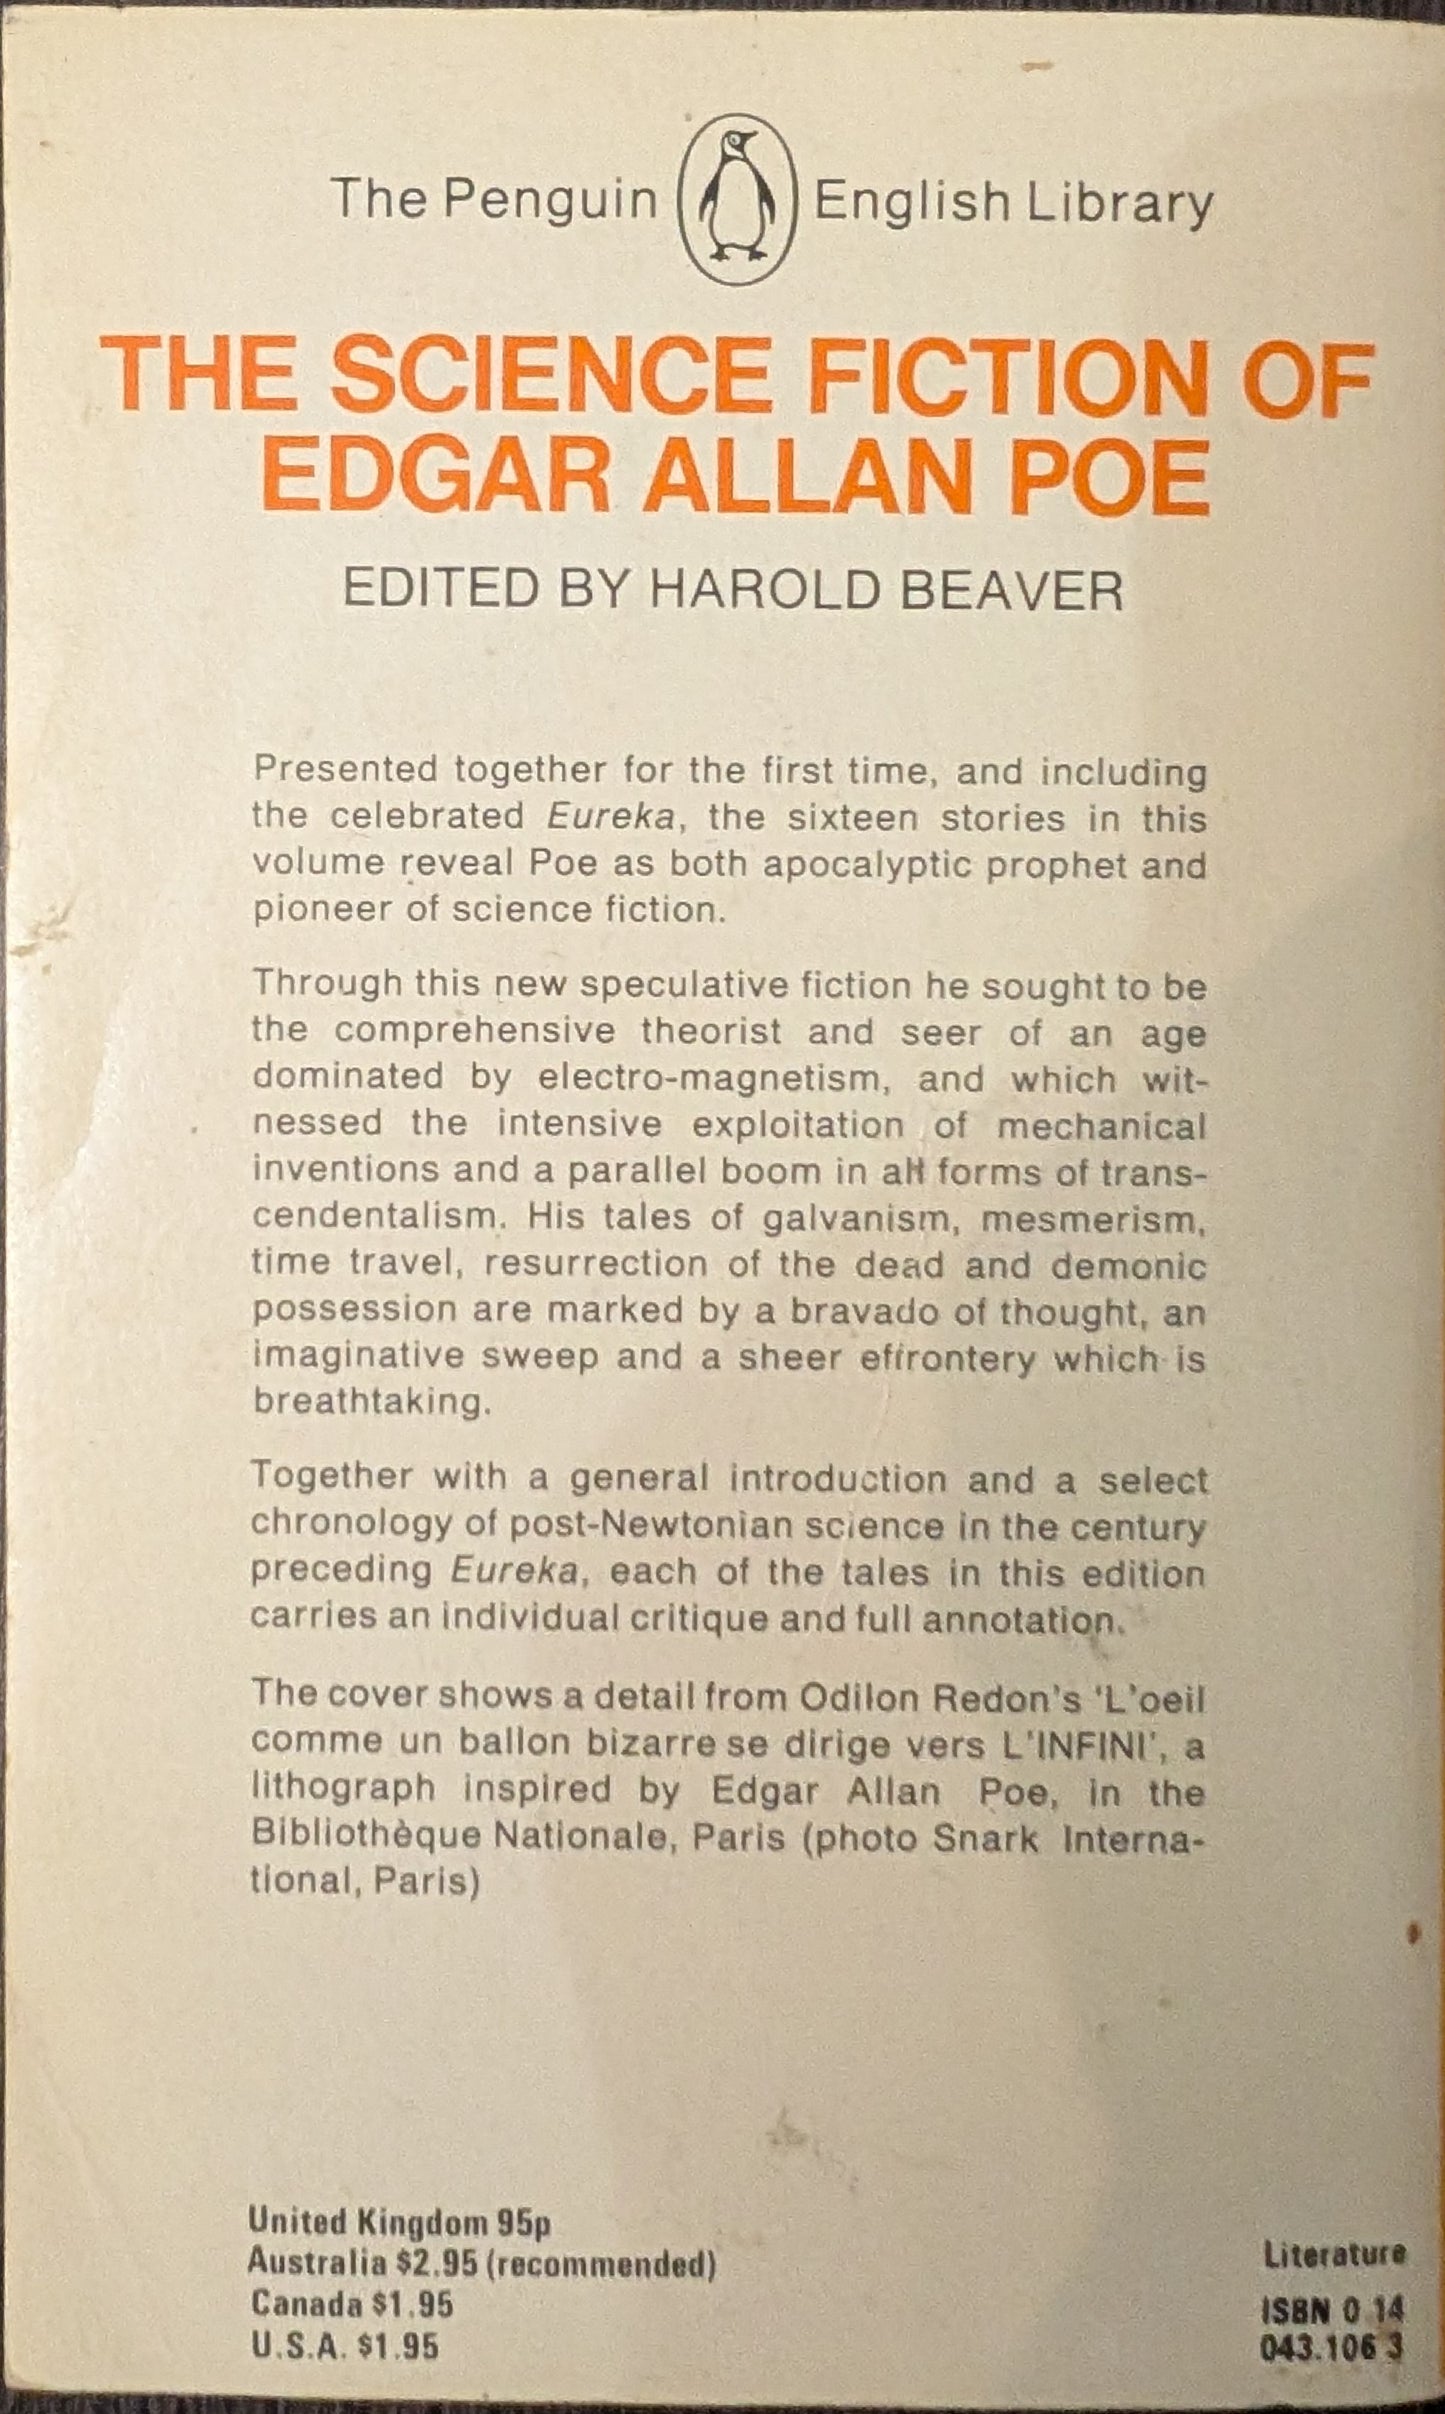 The Penguin English Library
THE SCIENCE FICTION OF
EDGAR ALLAN POE
EDITED BY HAROLD BEAVER
Presented together for the first time, and including
the celebrated Eureka, the sixteen stories in this
volume reveal Poe as both apocalyptic prophet and
pioneer of science fiction.
Through this new speculative fiction he sought to be
the comprehensive theorist and seer of an age
dominated by electro-magnetism, and which wit-
nessed the intensive exploitation of mechanical
inventions and a parallel boom in all forms of trans-
cendentalism. His tales of galvanism, mesmerism,
time travel, resurrection of the dead and demonic
possession are marked by a bravado of thought, an
imaginative sweep and a sheer effrontery which is
breathtaking.
Together with a general introduction and a select
chronology of post-Newtonian science in the century
preceding Eureka, each of the tales in this edition
carries an individual critique and full annotation.
The cover shows a detail from Odilon Redon's 'L'oeil
comme un ballon bizarre se dirige vers L'INFINI', a
lithograph inspired by Edgar Allan Poe, in the
Bibliothèque Nationale, Paris (photo Snark Interna-
tional, Paris)
United Kingdom 95p
Australia $2.95 (recommended)
Canada $1.95
U.S.A. $1.95
Literature
ISBN 0 14
043.106 3